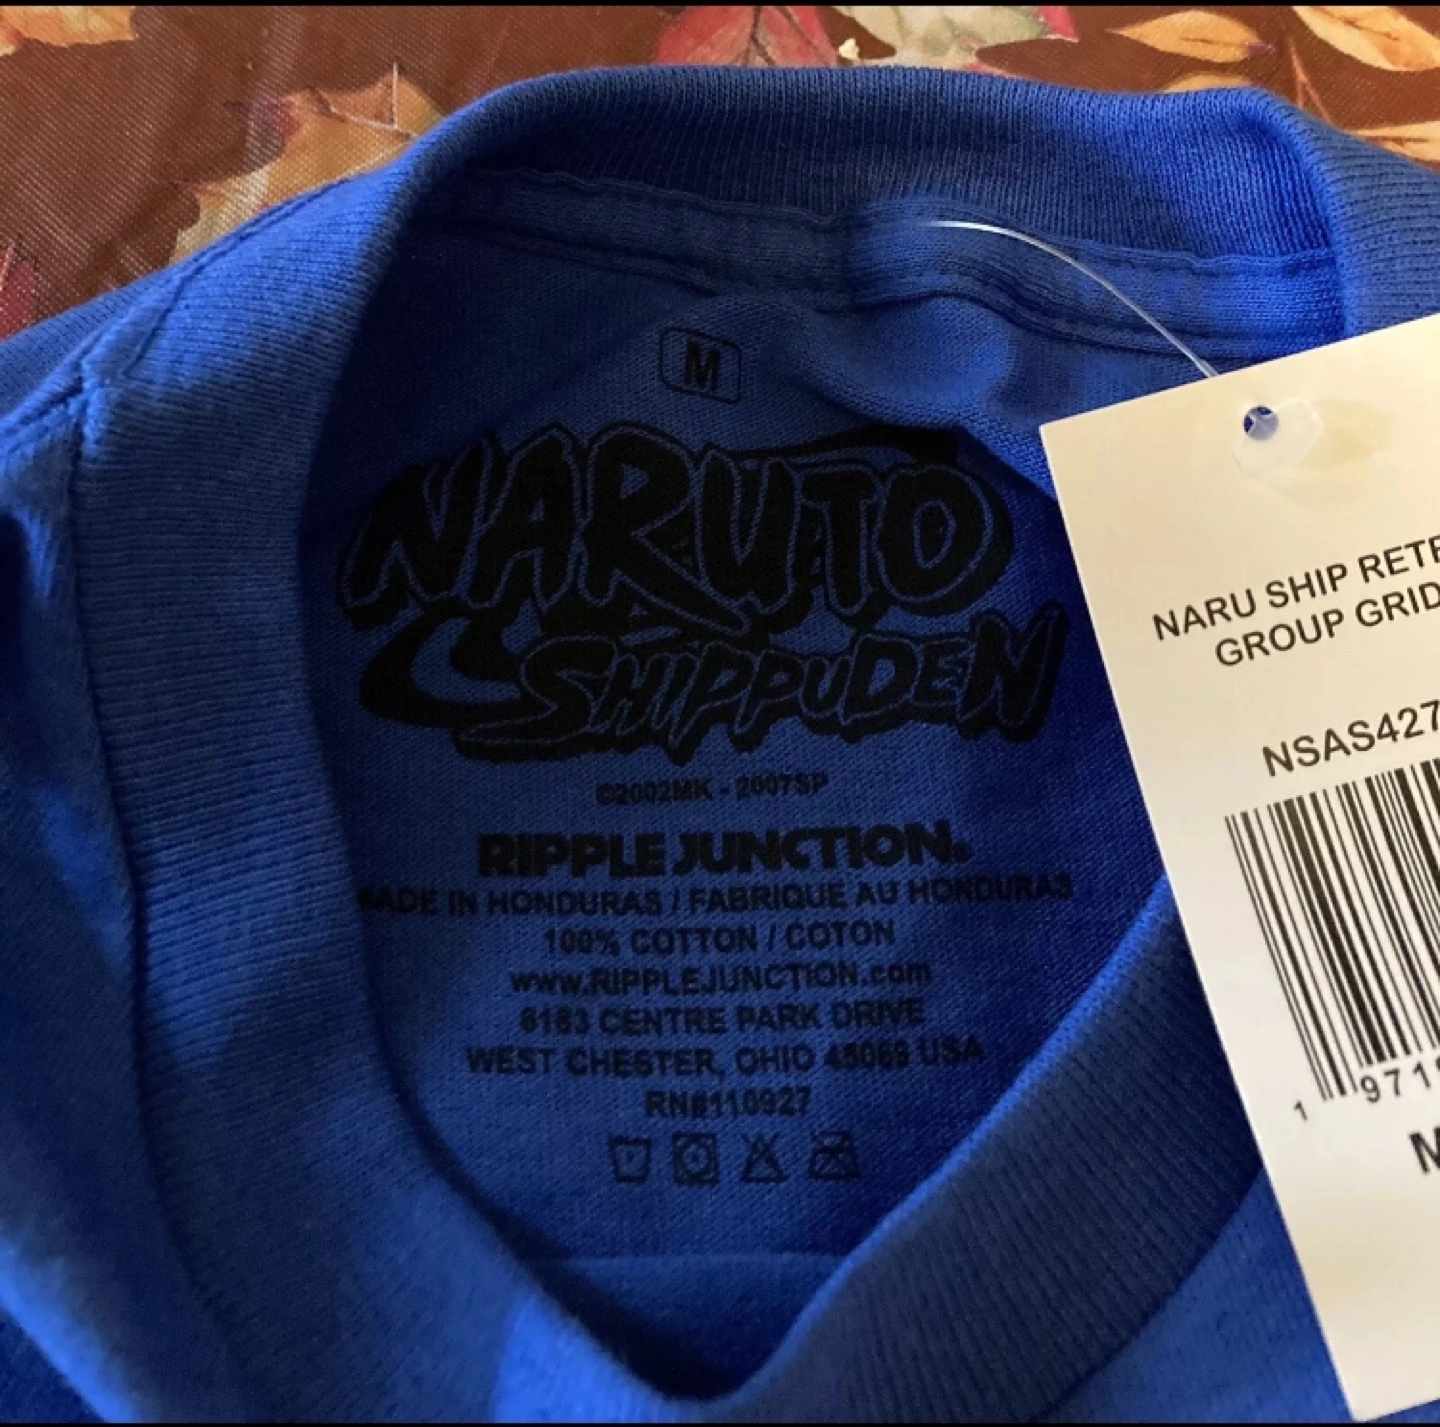 M
NARUTO
SHIPPUDEN
©2002MK - 2007SP
RIPPLE JUNCTION.
MADE IN HONDURAS / FABRIQUE AU HONDURAS
100% COTTON / COTON
www.RIPPLEJUNCTION.com
6183 CENTRE PARK DRIVE
WEST CHESTER, OHIO 45069 USA
RN#110927
NARU SHIP RETR
GROUP GRID
NSAS427
1 971
M